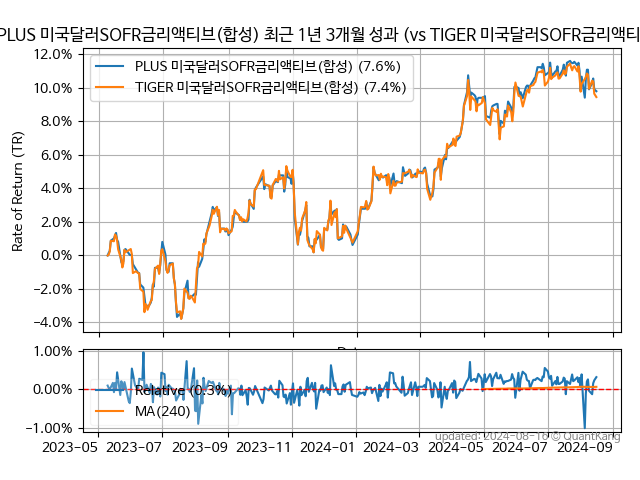 PLUS 미국달러SOFR금리액티브(합성) 최근 1년 3개월 성과 (vs TIGER 미국달러SOFR금리액티
12.0%
10.0%
8.0%
6.0%
4.0%
2.0%
0.0%
−2.0%
−4.0%
Rate of Return (TR)
PLUS 미국달러SOFR금리액티브(합성) (7.6%)
TIGER 미국달러SOFR금리액티브(합성) (7.4%)
1.00%
0.00%
−1.00%
Relative (0.3%)
MA(240)
2023-05 2023-07 2023-09 2023-11 2024-01 2024-03 2024-05 2024-07 2024-09
updated: 2024-08-16 © QuantKang